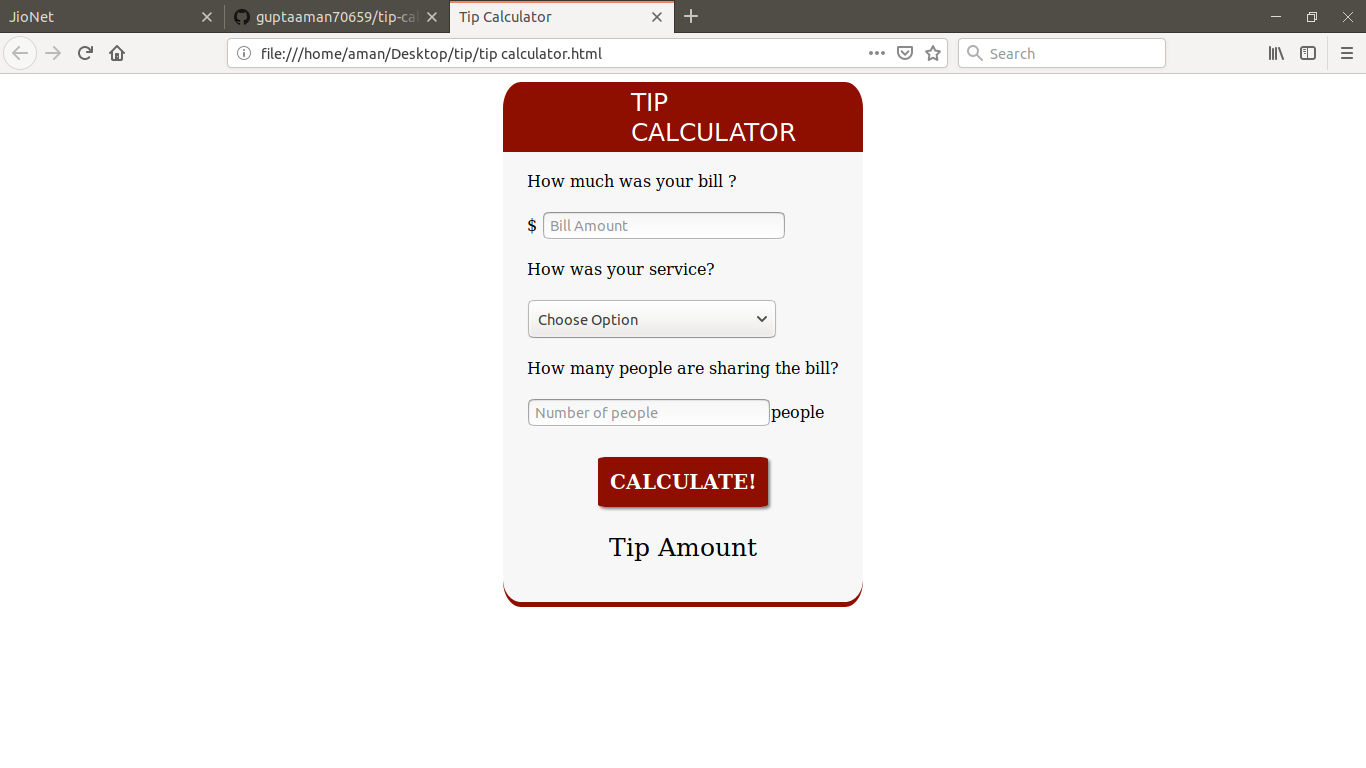 JioNet
guptaaman70659/tip-cal
Tip Calculator
file:///home/aman/Desktop/tip/tip calculator.html
Search
TIP
CALCULATOR
How much was your bill ?
$ Bill Amount
How was your service?
Choose Option
How many people are sharing the bill?
Number of people people
CALCULATE!
Tip Amount